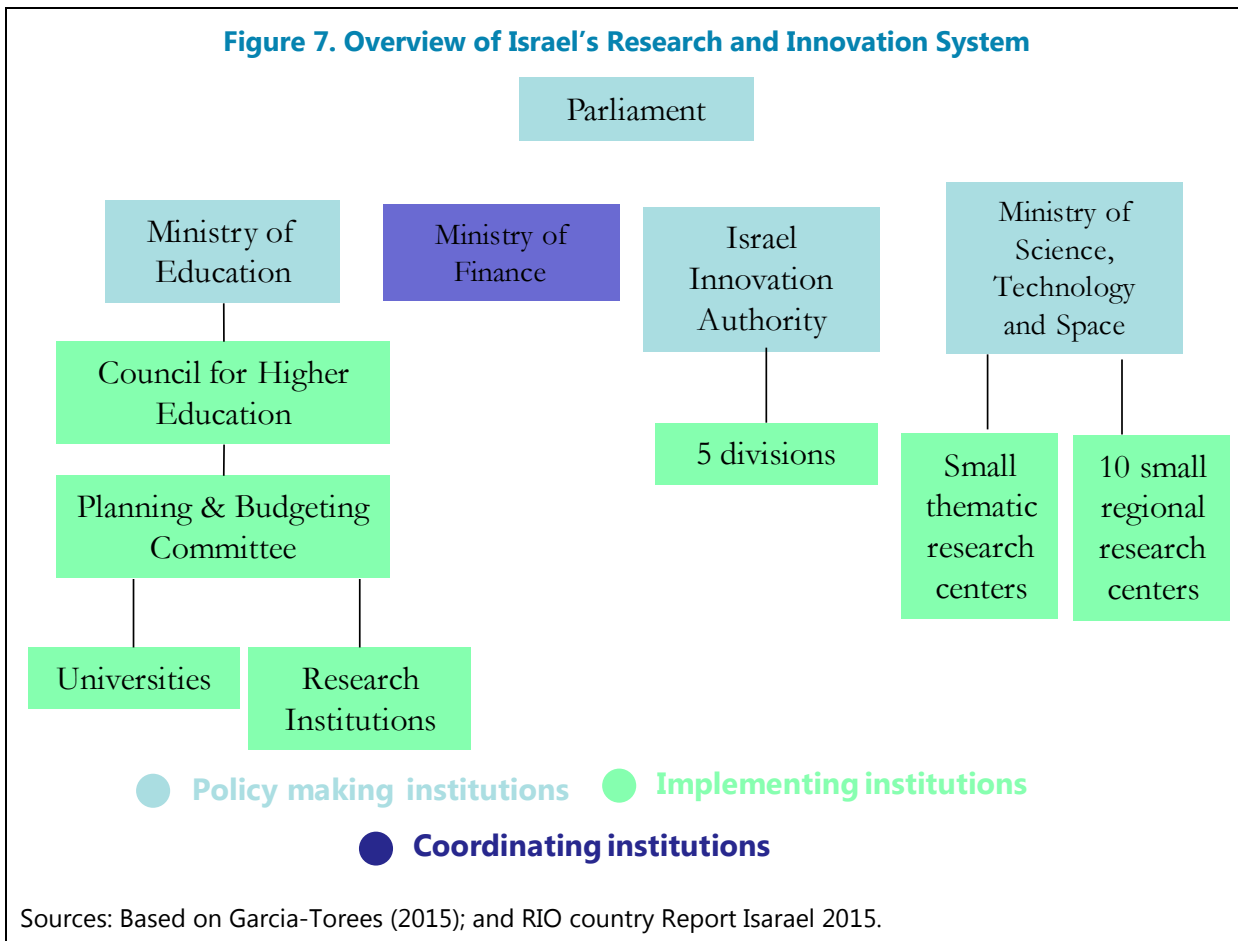 Figure 7. Overview of Israel's Research and Innovation System
Parliament
Ministry of
Education
Ministry of
Finance
Israel
Innovation
Authority
Ministry of
Science,
Technology
and Space
Council for Higher
Education
5 divisions
Small
thematic
research
centers
10 small
regional
research
centers
Planning & Budgeting
Committee
Universities
Research
Institutions
Policy making institutions
Implementing institutions
Coordinating institutions
Sources: Based on Garcia-Torees (2015); and RIO country Report Isarael 2015.